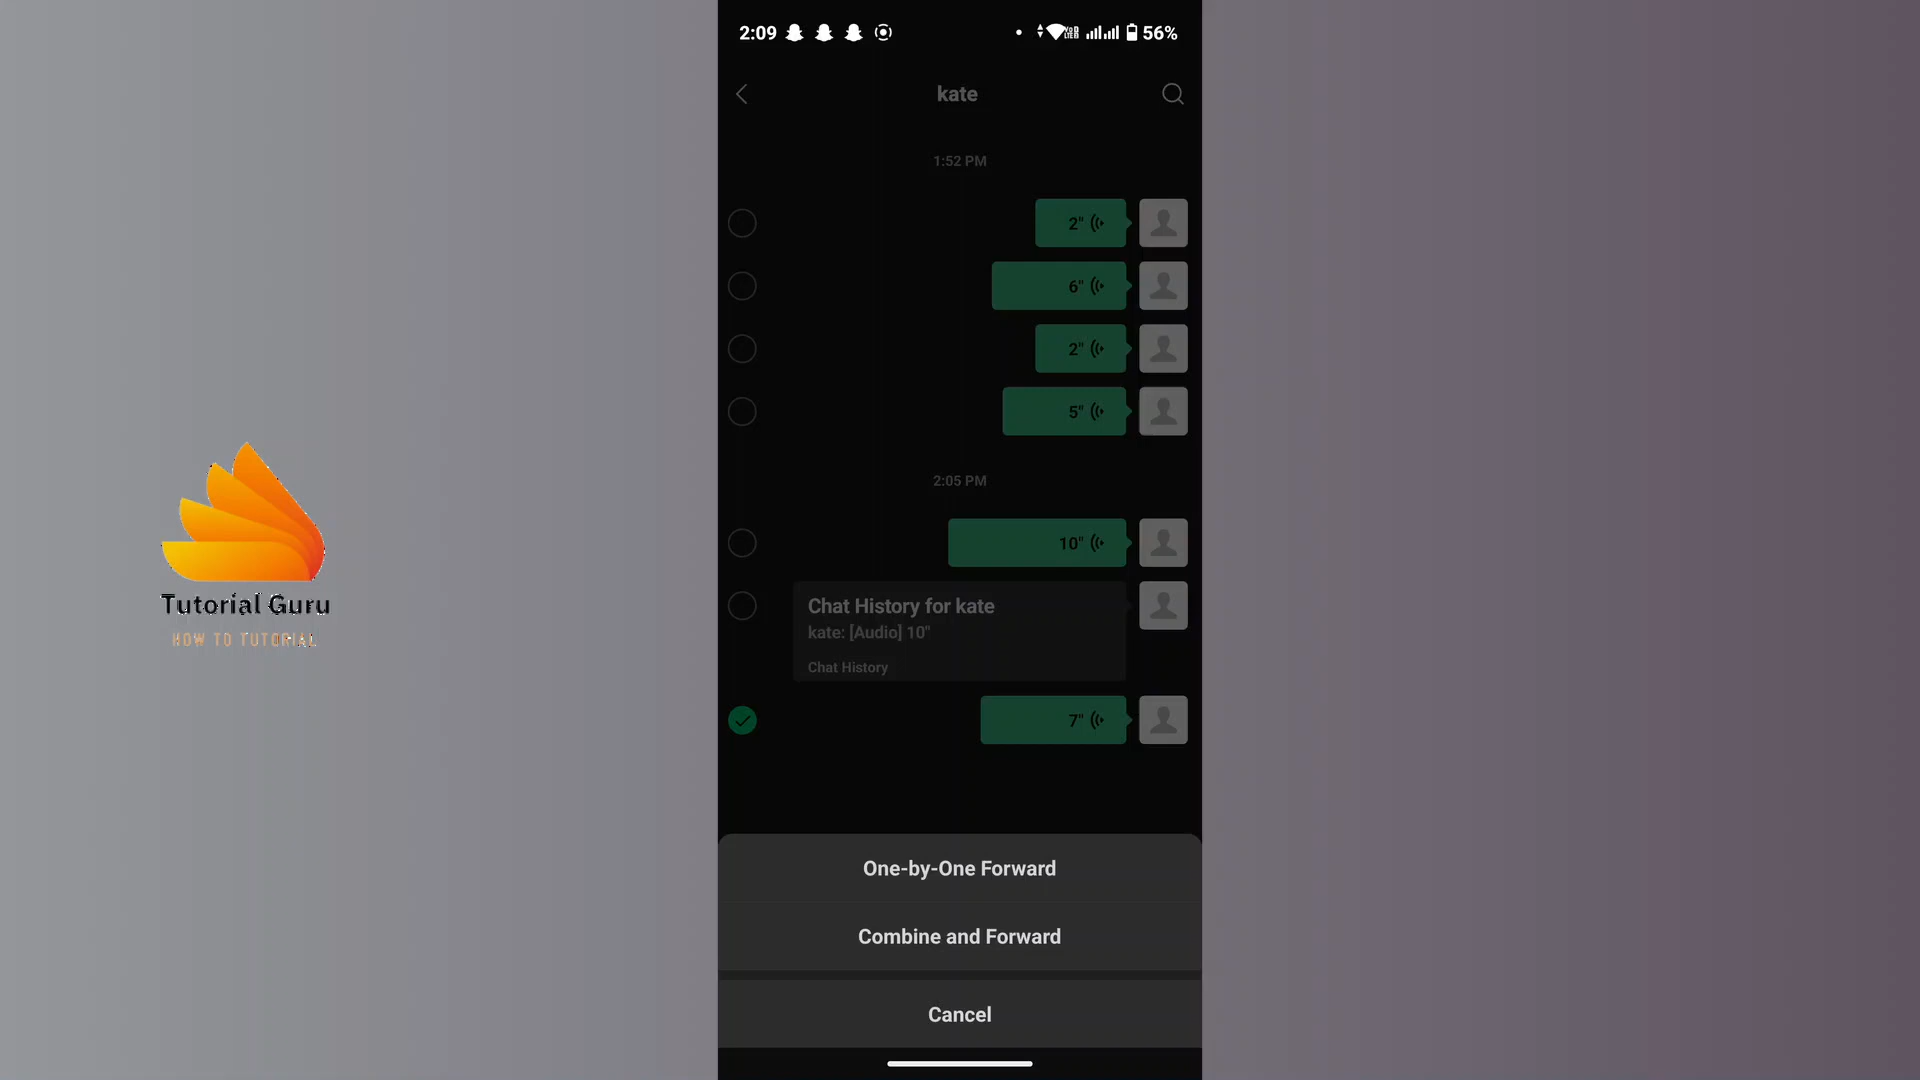 2:09
56%
kate
1:52 PM
2"
6"
2"
5"
2:05 PM
10"
Chat History for kate
kate: [Audio] 10"
Chat History
7"
Tutorial Guru
HOW TO TUTORIAL
One-by-One Forward
Combine and Forward
Cancel